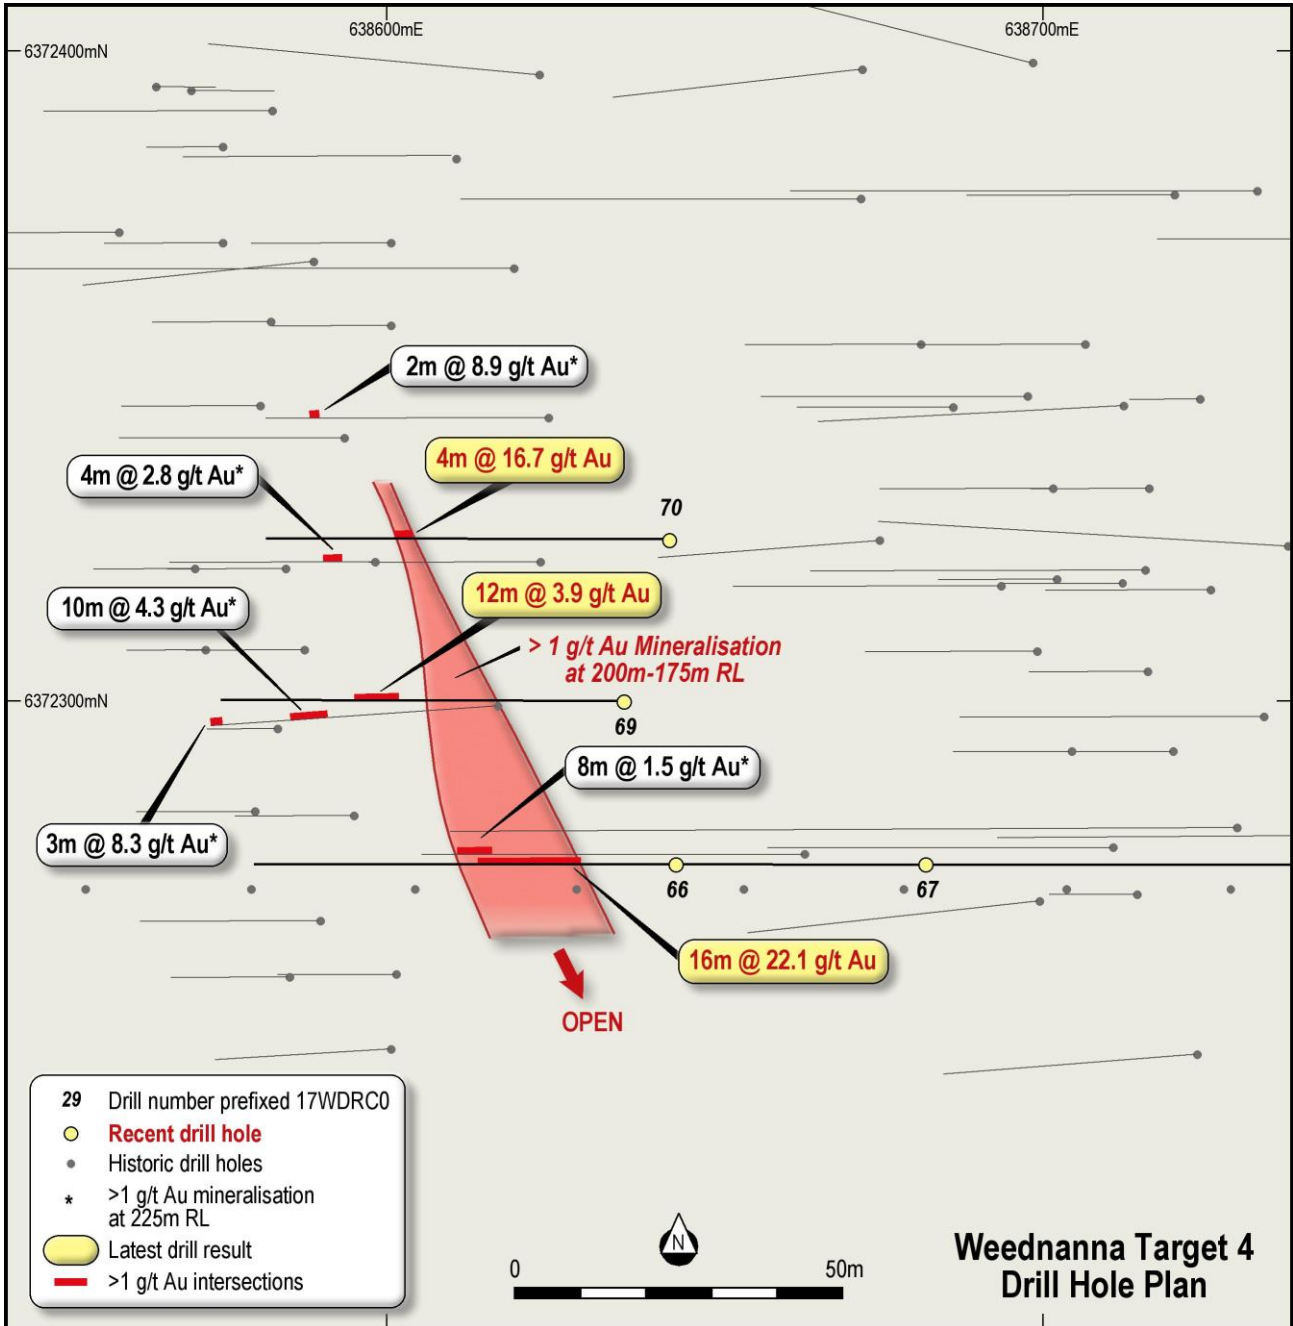 638600mE
638700mE
6372400mN
2m @ 8.9 g/t Au*
4m @ 16.7 g/t Au
4m @ 2.8 g/t Au*
70
12m @ 3.9 g/t Au
10m @ 4.3 g/t Au*
> 1 g/t Au Mineralisation
at 200m-175m RL
6372300mN
69
8m @ 1.5 g/t Au*
3m @ 8.3 g/t Au*
66
67
16m @ 22.1 g/t Au
OPEN
29 Drill number prefixed 17WDRC0
Recent drill hole
Historic drill holes
* >1 g/t Au mineralisation
at 225m RL
Latest drill result
>1 g/t Au intersections
N
0 50m
Weednanna Target 4
Drill Hole Plan